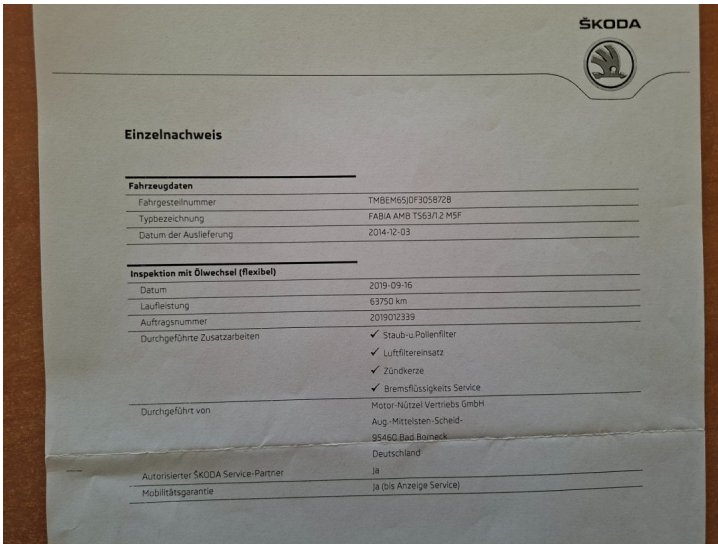 ŠKODA
Einzelnachweis
Fahrzeugdaten
Fahrgestellnummer TMBEM6SJ0F3058728
Typbezeichnung FABIA AMB TS63/1.2 M5F
Datum der Auslieferung 2014-12-03
Inspektion mit Ölwechsel (flexibel)
Datum 2019-09-16
Laufleistung 63750 km
Auftragsnummer 2019012339
Durchgeführte Zusatzarbeiten ✓ Staub-u.Pollenfilter
✓ Luftfiltereinsatz
✓ Zündkerze
✓ Bremsflüssigkeits Service
Durchgeführt von Motor-Nützel Vertriebs GmbH
Aug.-Mittelsten-Scheid-
95460 Bad Berneck
Deutschland
Autorisierter ŠKODA Service-Partner Ja
Mobilitätsgarantie Ja (bis Anzeige Service)